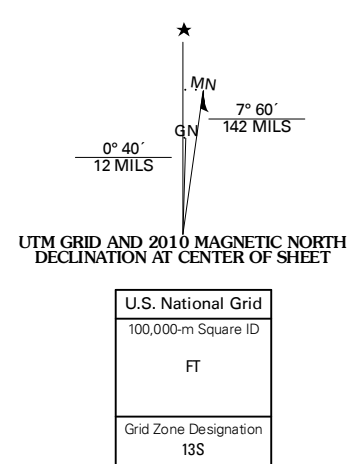 MN
7° 60´
142 MILS
GN
0° 40´
12 MILS
UTM GRID AND 2010 MAGNETIC NORTH
DECLINATION AT CENTER OF SHEET
U.S. National Grid
100,000-m Square ID
FT
Grid Zone Designation
13S